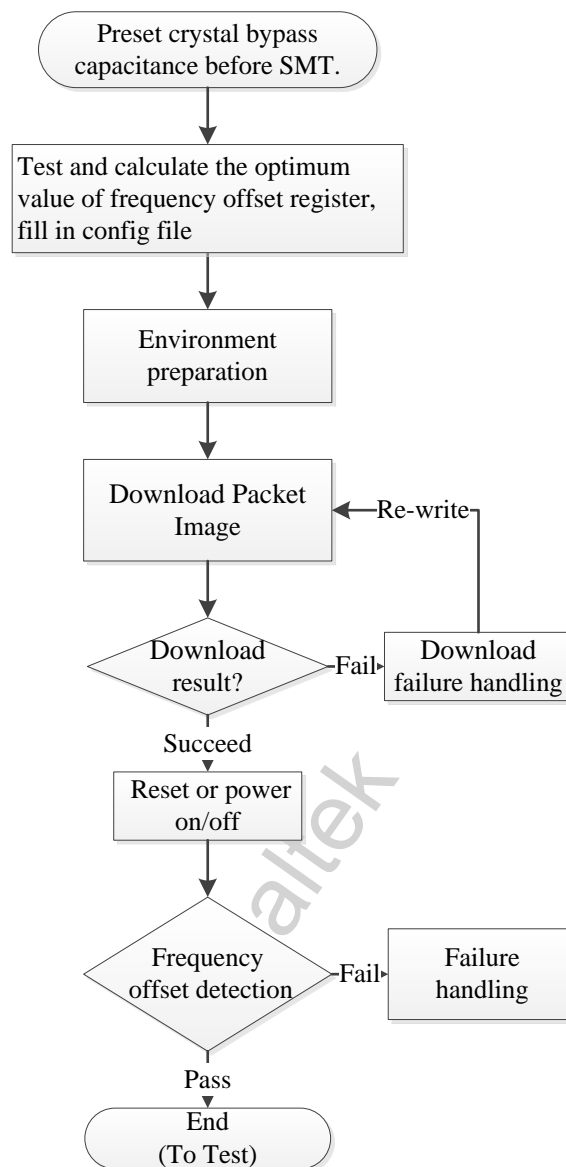 Preset crystal bypass
capacitance before SMT.
Test and calculate the optimum
value of frequency offset register,
fill in config file
Environment
preparation
Download Packet
Image
Re-write
Download
result?
Fail
Download
failure handling
Succeed
Reset or power
on/off
altek
Frequency
offset detection
Fail
Failure
handling
Pass
End
(To Test)